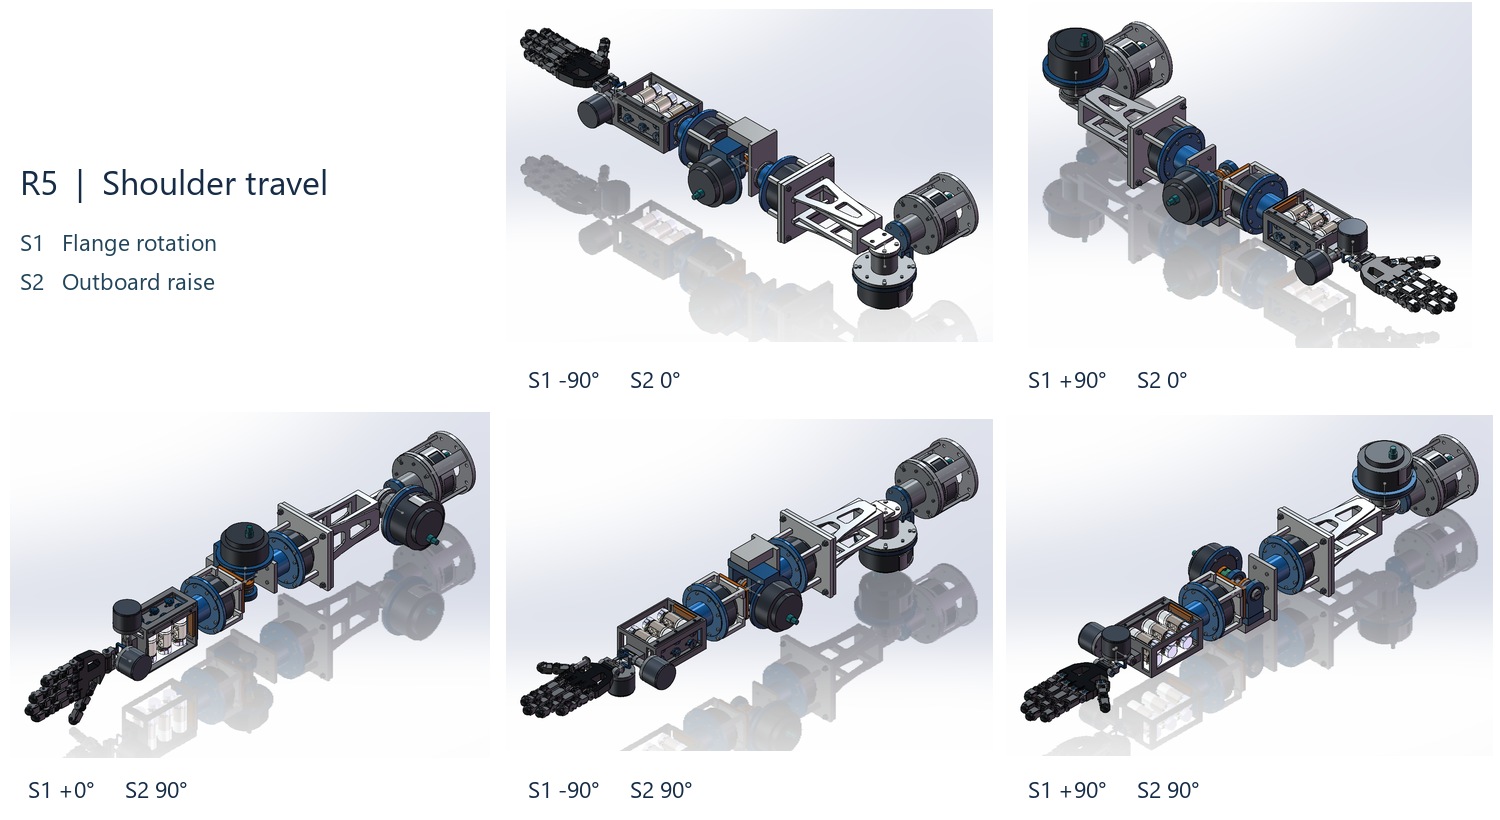 R5 | Shoulder travel
S1 Flange rotation
S2 Outboard raise
S1 -90° S2 0°
S1 +90° S2 0°
S1 +0° S2 90°
S1 -90° S2 90°
S1 +90° S2 90°